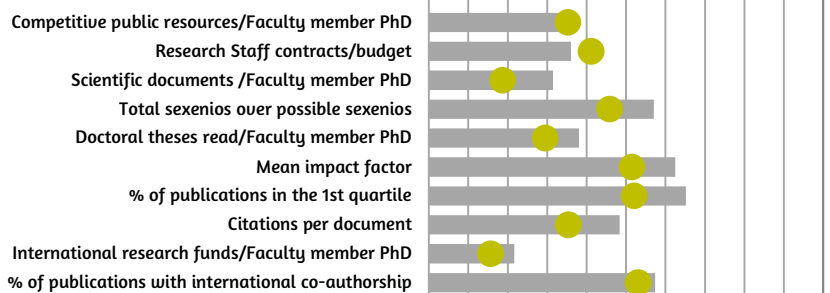 Competitive public resources/Faculty member PhD
Research Staff contracts/budget
Scientific documents /Faculty member PhD
Total sexenios over possible sexenios
Doctoral theses read/Faculty member PhD
Mean impact factor
% of publications in the 1st quartile
Citations per document
International research funds/Faculty member PhD
% of publications with international co-authorship